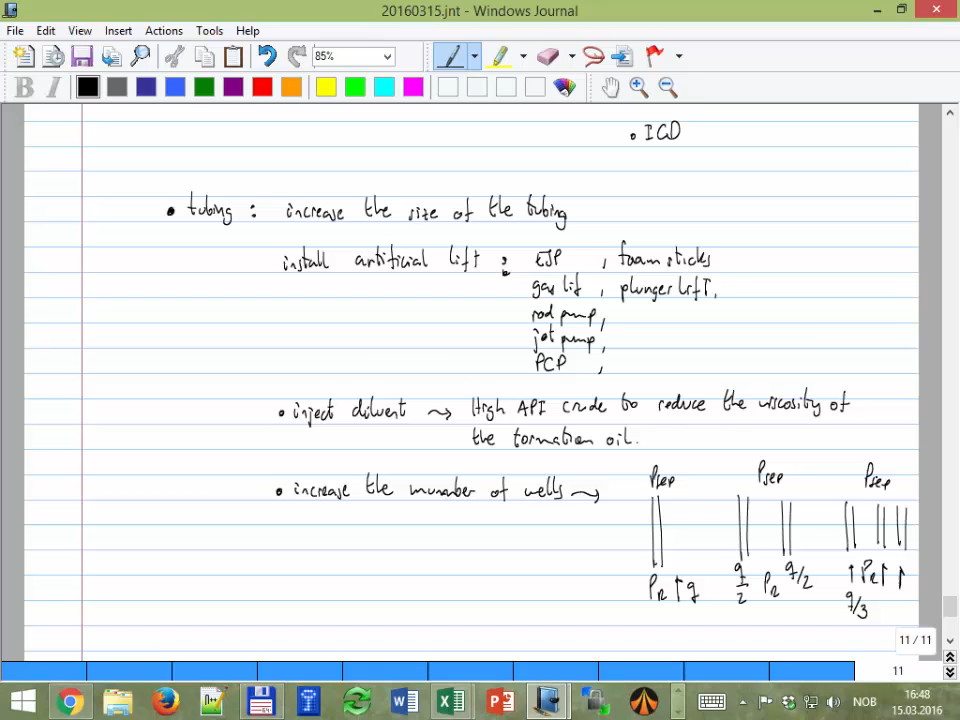 20160315.jnt - Windows Journal
File Edit View Insert Actions Tools Help
85%
B I
• ICD
• tubing : increase the size of the tubing
install artificial lift : ESP , foam sticks
gas lif , plunger lift,
rod pump,
jet pump,
PCP ,
• inject diluent → High API crude to reduce the viscosity of
the formation oil.
• increase the munber of wells → Psep Psep Psep
PR ↑ q q/2 PR q/2 ↑ PR ↑ ↑
q/3
11 / 11
11
NOB
16:48
15.03.2016